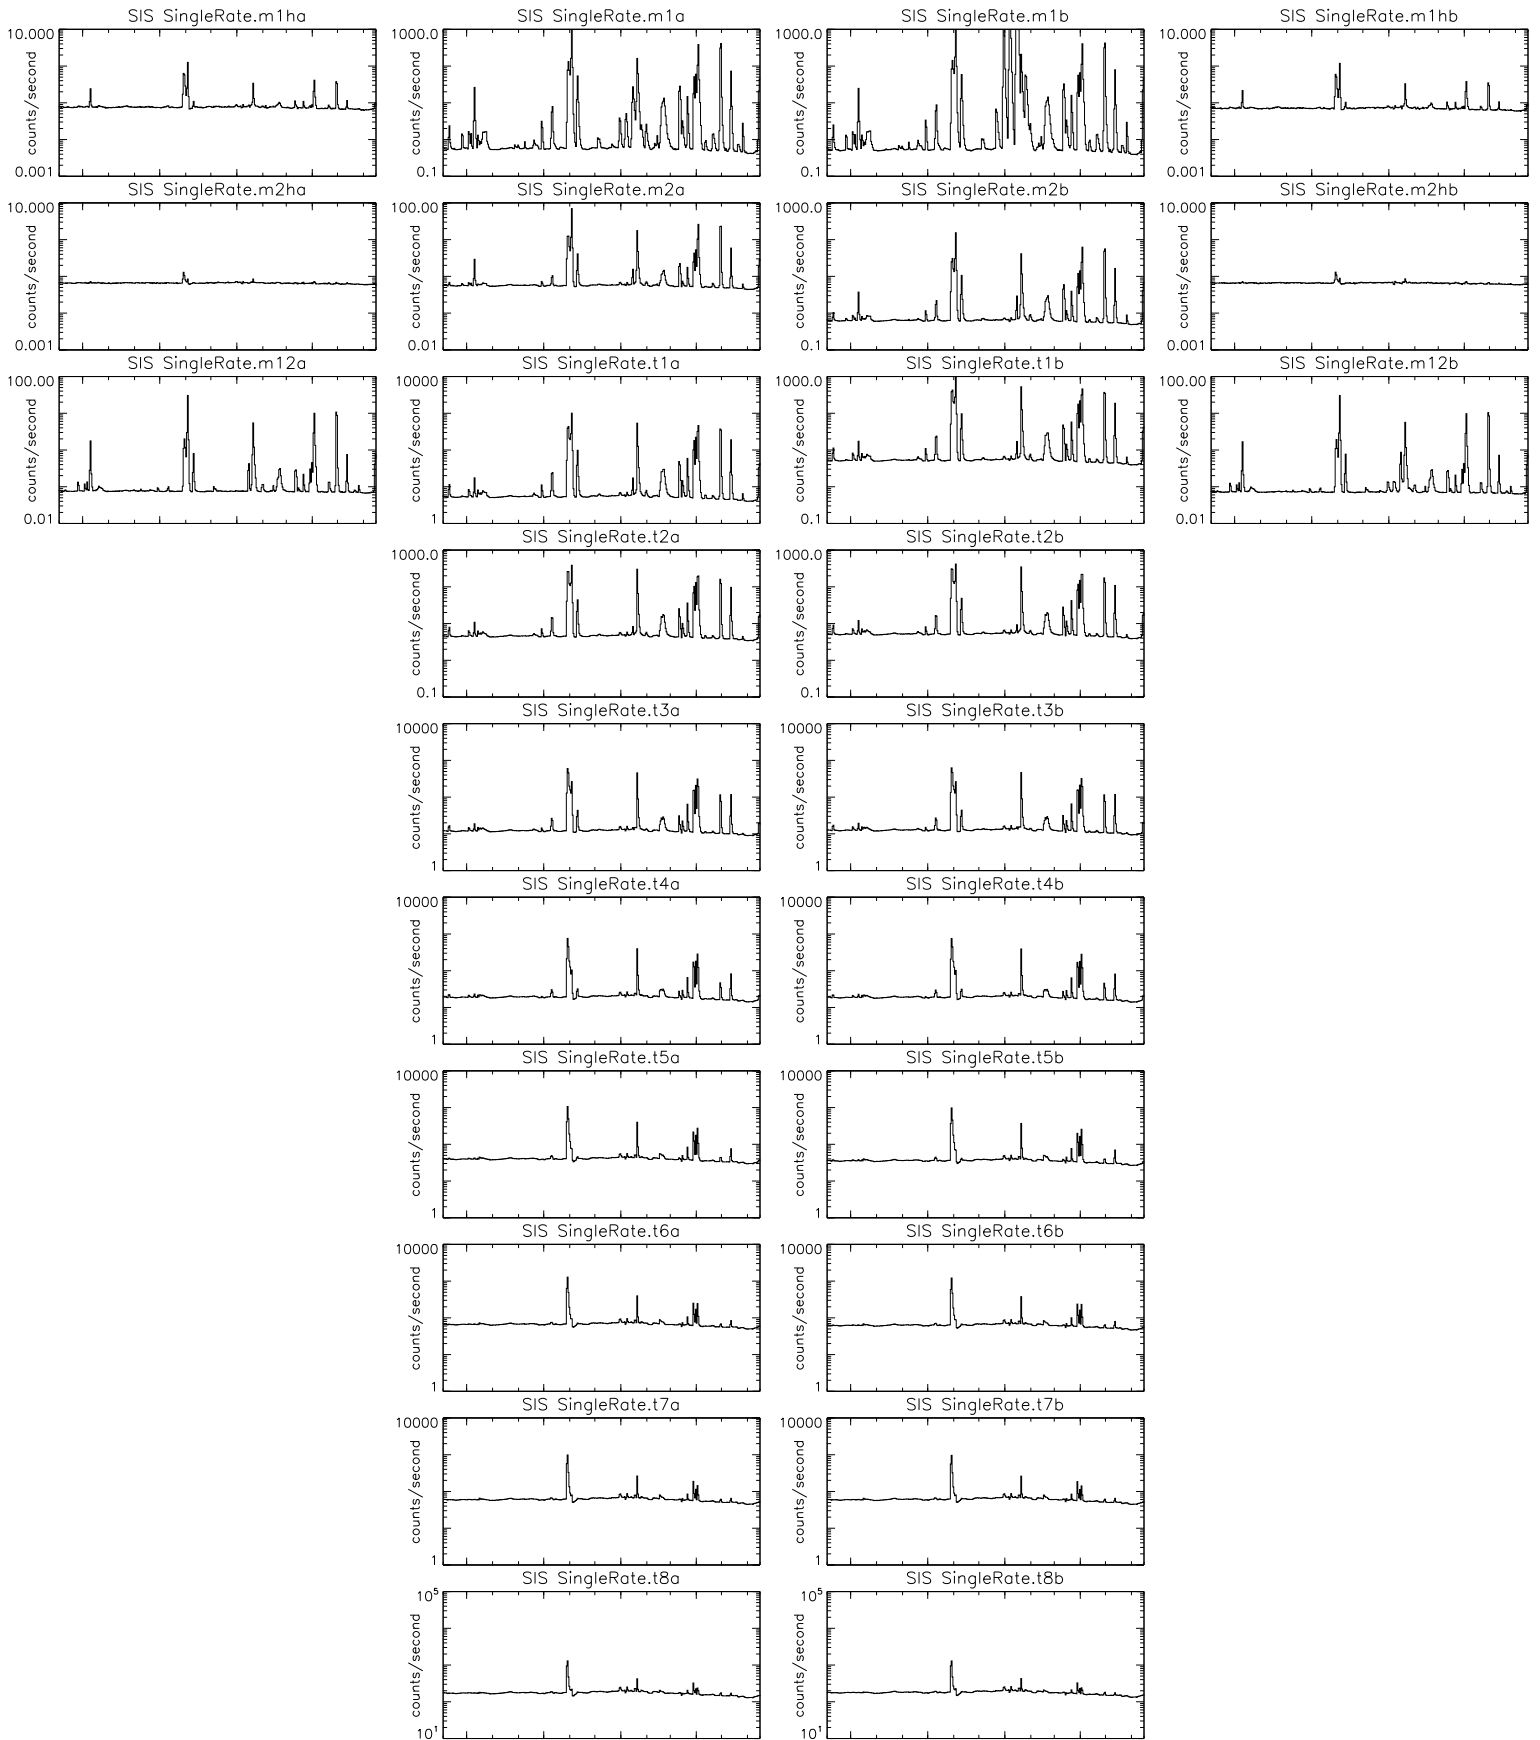 SIS SingleRate.m1ha
10.000
counts/second
0.001
SIS SingleRate.m1a
1000.0
counts/second
0.1
SIS SingleRate.m1b
1000.0
counts/second
0.1
SIS SingleRate.m1hb
10.000
counts/second
0.001
SIS SingleRate.m2ha
10.000
counts/second
0.001
SIS SingleRate.m2a
100.00
counts/second
0.01
SIS SingleRate.m2b
1000.0
counts/second
0.1
SIS SingleRate.m2hb
10.000
counts/second
0.001
SIS SingleRate.m12a
100.00
counts/second
0.01
SIS SingleRate.t1a
10000
counts/second
1
SIS SingleRate.t1b
1000.0
counts/second
0.1
SIS SingleRate.m12b
100.00
counts/second
0.01
SIS SingleRate.t2a
1000.0
counts/second
0.1
SIS SingleRate.t2b
1000.0
counts/second
0.1
SIS SingleRate.t3a
10000
counts/second
1
SIS SingleRate.t3b
10000
counts/second
1
SIS SingleRate.t4a
10000
counts/second
1
SIS SingleRate.t4b
10000
counts/second
1
SIS SingleRate.t5a
10000
counts/second
1
SIS SingleRate.t5b
10000
counts/second
1
SIS SingleRate.t6a
10000
counts/second
1
SIS SingleRate.t6b
10000
counts/second
1
SIS SingleRate.t7a
10000
counts/second
1
SIS SingleRate.t7b
10000
counts/second
1
SIS SingleRate.t8a
10⁵
counts/second
10¹
SIS SingleRate.t8b
10⁵
counts/second
10¹